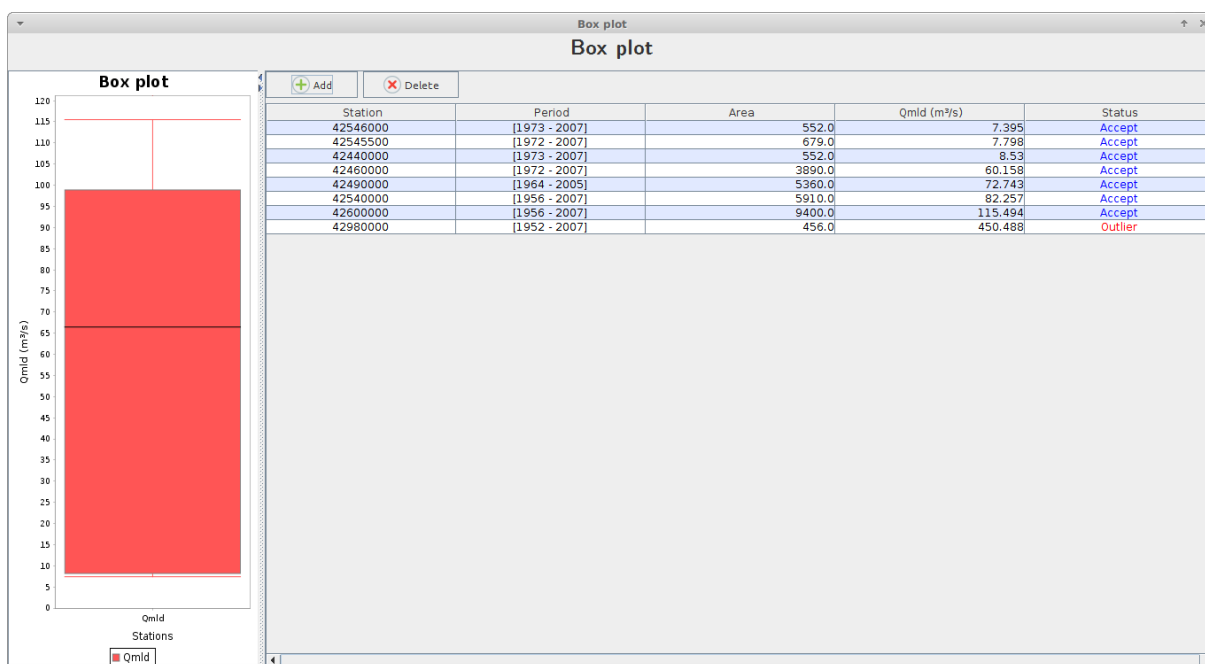 Box plot
Box plot
Box plot
120
115
110
105
100
95
90
85
80
75
70
65
60
55
50
45
40
35
30
25
20
15
10
5
0
Qmld (m³/s)
Qmld
Stations
Qmld
Add Delete
Station Period Area Qmld (m³/s) Status
42546000 [1973 - 2007] 552.0 7.395 Accept
42545500 [1972 - 2007] 679.0 7.798 Accept
42440000 [1973 - 2007] 552.0 8.53 Accept
42460000 [1972 - 2007] 3890.0 60.158 Accept
42490000 [1964 - 2005] 5360.0 72.743 Accept
42540000 [1956 - 2007] 5910.0 82.257 Accept
42600000 [1956 - 2007] 9400.0 115.494 Accept
42980000 [1952 - 2007] 456.0 450.488 Outlier